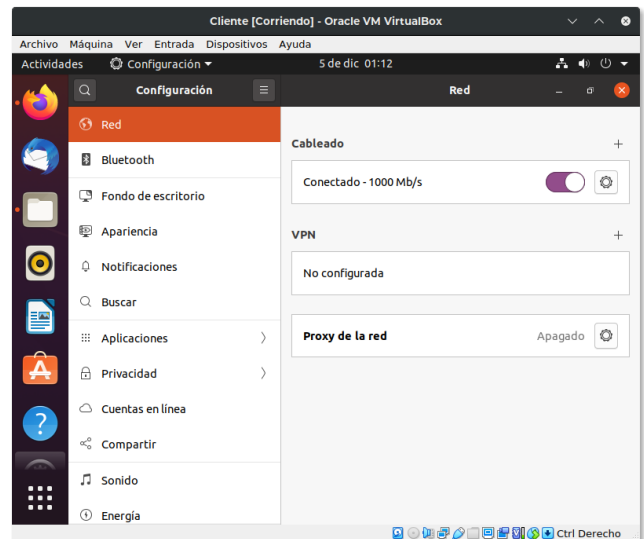 Cliente [Corriendo] - Oracle VM VirtualBox
Archivo Máquina Ver Entrada Dispositivos Ayuda
Actividades Configuración 5 de dic 01:12
Configuración Red
Red
Bluetooth
Fondo de escritorio
Apariencia
Notificaciones
Buscar
Aplicaciones
Privacidad
Cuentas en línea
Compartir
Sonido
Energía
Cableado
Conectado - 1000 Mb/s
VPN
No configurada
Proxy de la red Apagado
Ctrl Derecho